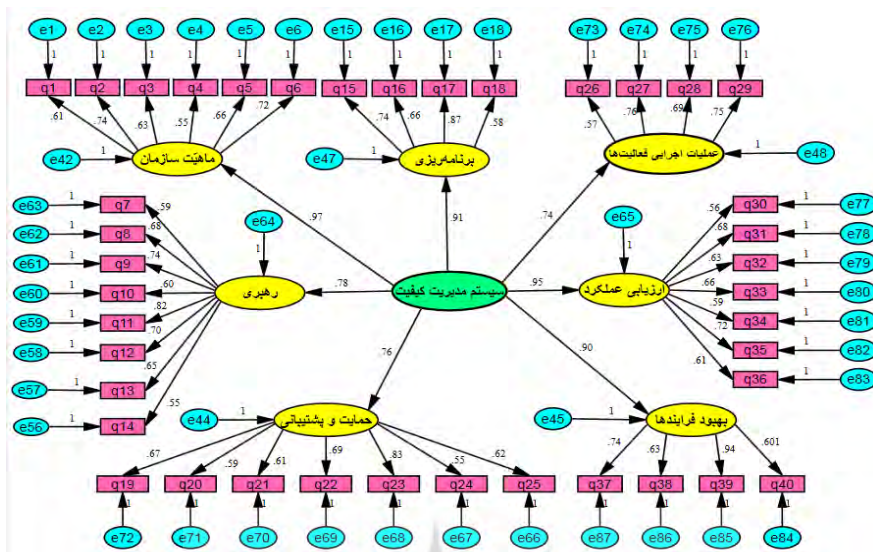 e1 e2 e3 e4 e5 e6 e15 e16 e17 e18 e73 e74 e75 e76
1 1 1 1 1 1 1 1 1 1 1 1 1 1
q1 q2 q3 q4 q5 q6 q15 q16 q17 q18 q26 q27 q28 q29
.61 .74 .63 .55 .66 .72 .74 .66 .87 .58 .57 .76 .69 .75
e42 1 ماهیّت سازمان e47 1 برنامه‌ریزی عملیات اجرایی فعالیت‌ها 1 e48
.97 .91 .74
e63 1 q7 .59 .56 q30 1 e77
e62 1 q8 .68 e64 e65 .68 q31 1 e78
e61 1 q9 .74 1 1 .63 q32 1 e79
e60 1 q10 .60 رهبری .78 سیستم مدیریت کیفیت .95 ارزیابی عملکرد .66 q33 1 e80
e59 1 q11 .82 .59 q34 1 e81
e58 1 q12 .70 .72 q35 1 e82
e57 1 q13 .65 .61 q36 1 e83
e56 1 q14 .55
.76 .90
e44 1 حمایت و پشتیبانی e45 1 بهبود فرایندها
.67 .59 .61 .69 .83 .55 .62 .74 .63 .94 .601
q19 q20 q21 q22 q23 q24 q25 q37 q38 q39 q40
1 1 1 1 1 1 1 1 1 1 1
e72 e71 e70 e69 e68 e67 e66 e87 e86 e85 e84